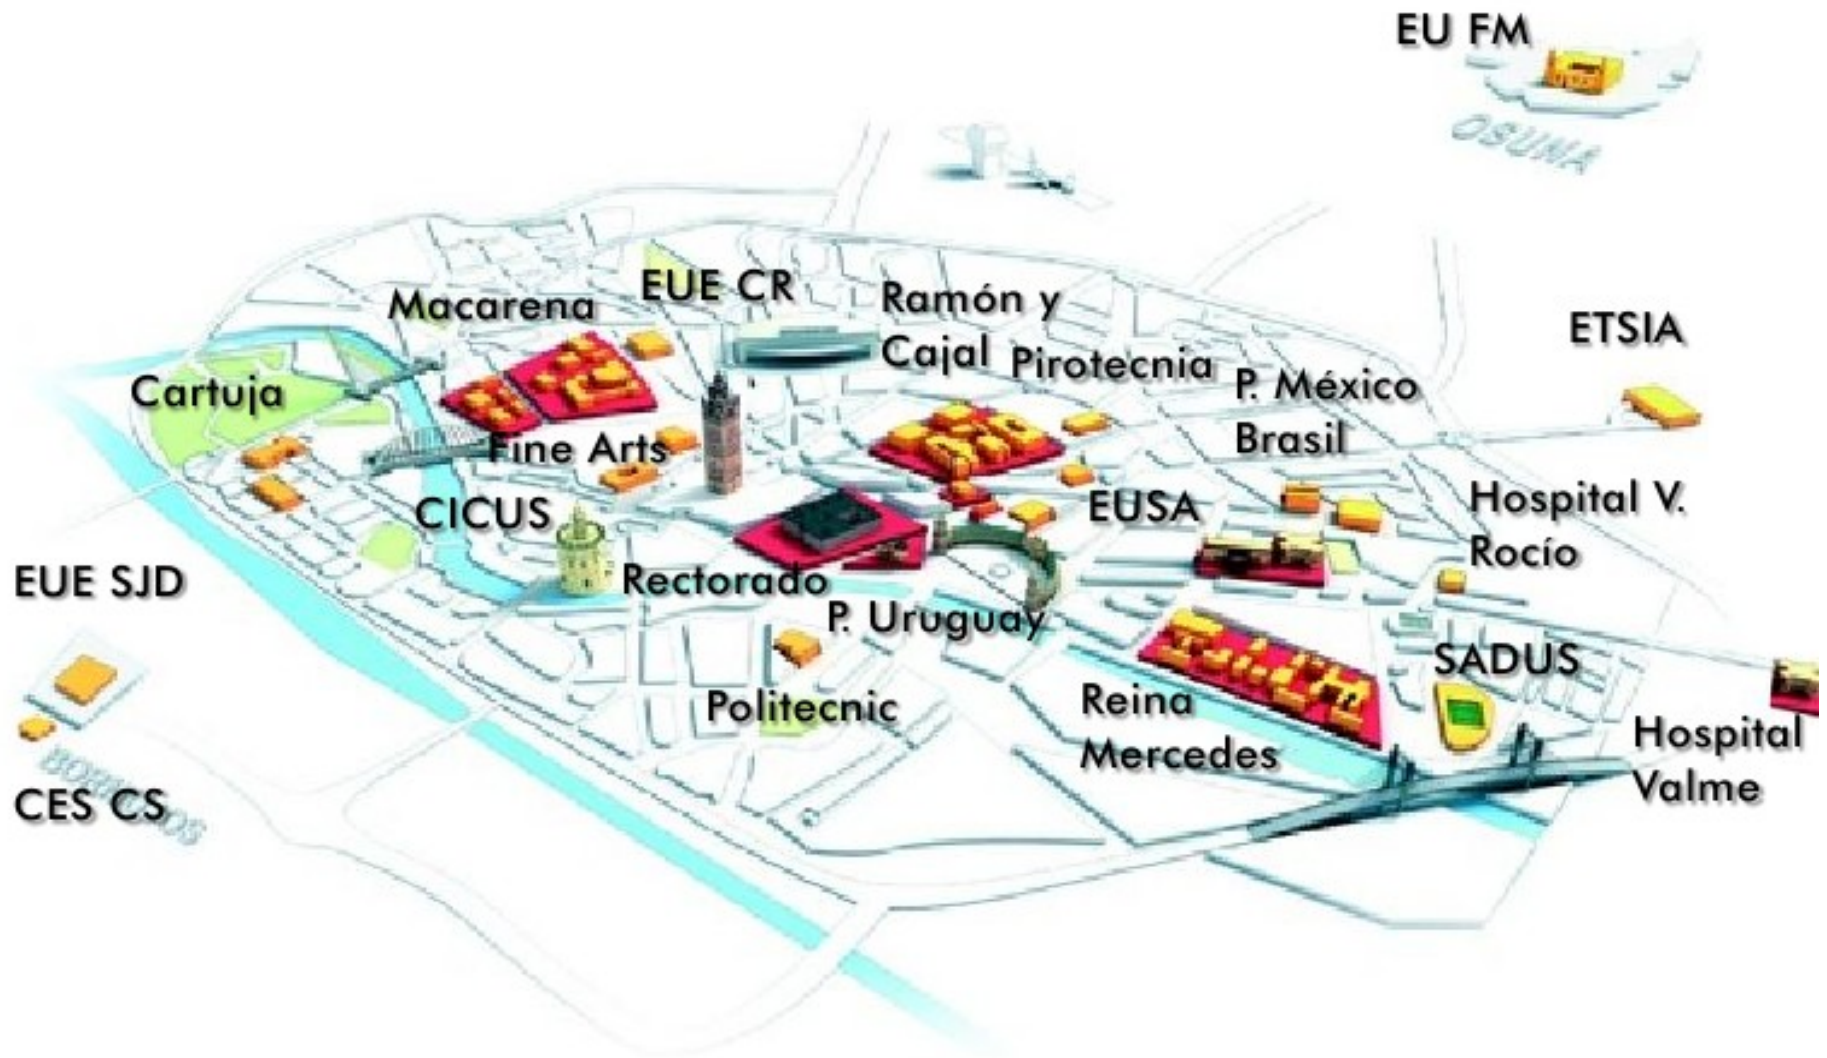 EU FM
OSUNA
EUE CR
Macarena
Ramón y
Cajal
Pirotecnia
ETSIA
P. México
Brasil
Cartuja
Fine Arts
CICUS
EUSA
Hospital V.
Rocío
EUE SJD
Rectorado
P. Uruguay
SADUS
Politecnic
Reina
Mercedes
Hospital
Valme
BORMUJOS
CES CS